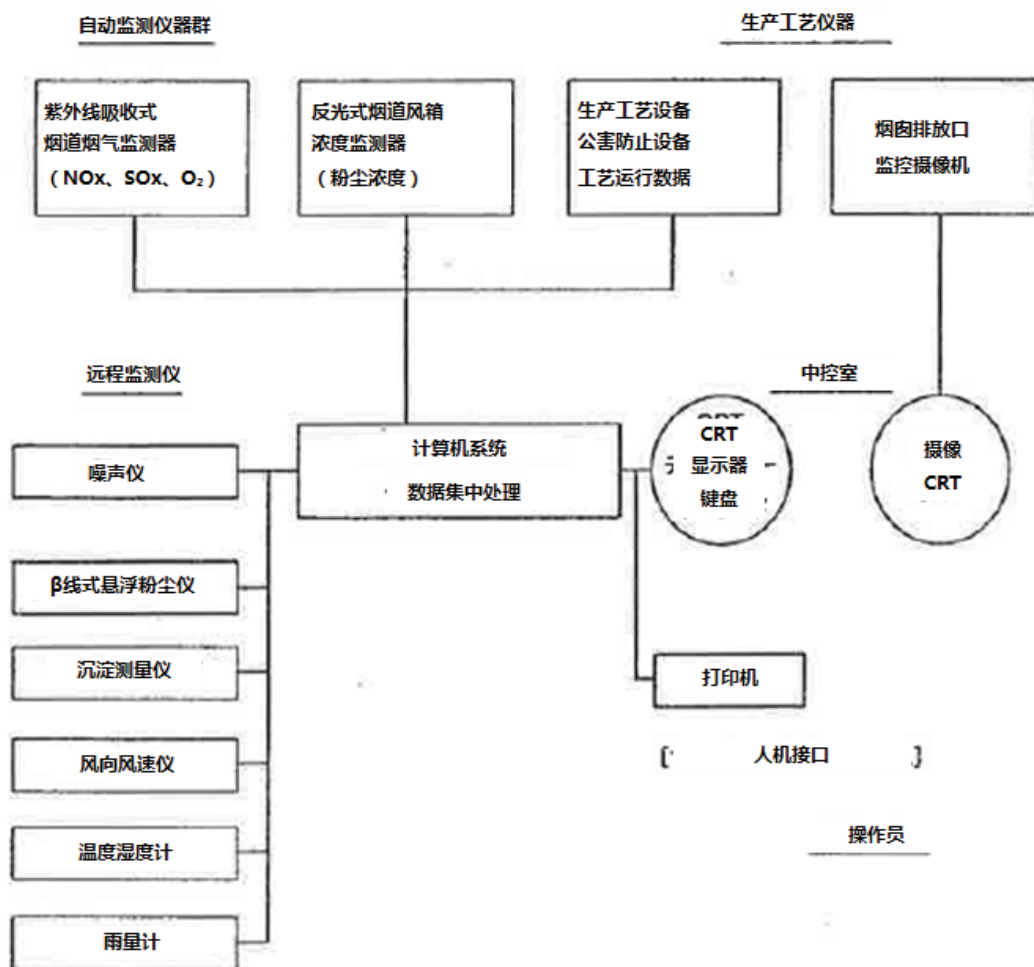 自动监测仪器群
生产工艺仪器
紫外线吸收式
烟道烟气监测器
（NOx、SOx、O₂）
反光式烟道风箱
浓度监测器
（粉尘浓度）
生产工艺设备
公害防止设备
工艺运行数据
烟囱排放口
监控摄像机
远程监测仪
中控室
噪声仪
计算机系统
数据集中处理
CRT
显示器
键盘
摄像
CRT
β线式悬浮粉尘仪
沉淀测量仪
打印机
风向风速仪
人机接口
温度湿度计
操作员
雨量计